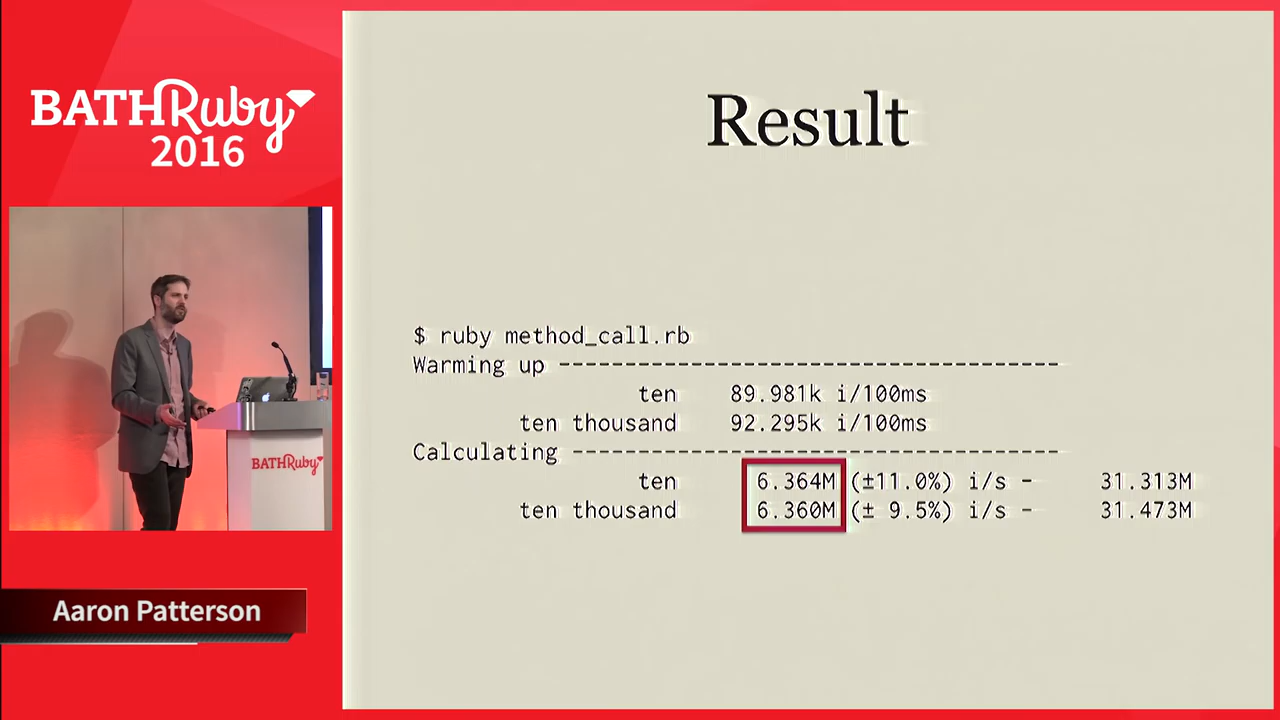 BATHRuby
2016
BATHRuby
Aaron Patterson
Result
$ ruby method_call.rb
Warming up --------------------------------------
ten 89.981k i/100ms
ten thousand 92.295k i/100ms
Calculating -------------------------------------
ten 6.364M (±11.0%) i/s - 31.313M
ten thousand 6.360M (± 9.5%) i/s - 31.473M